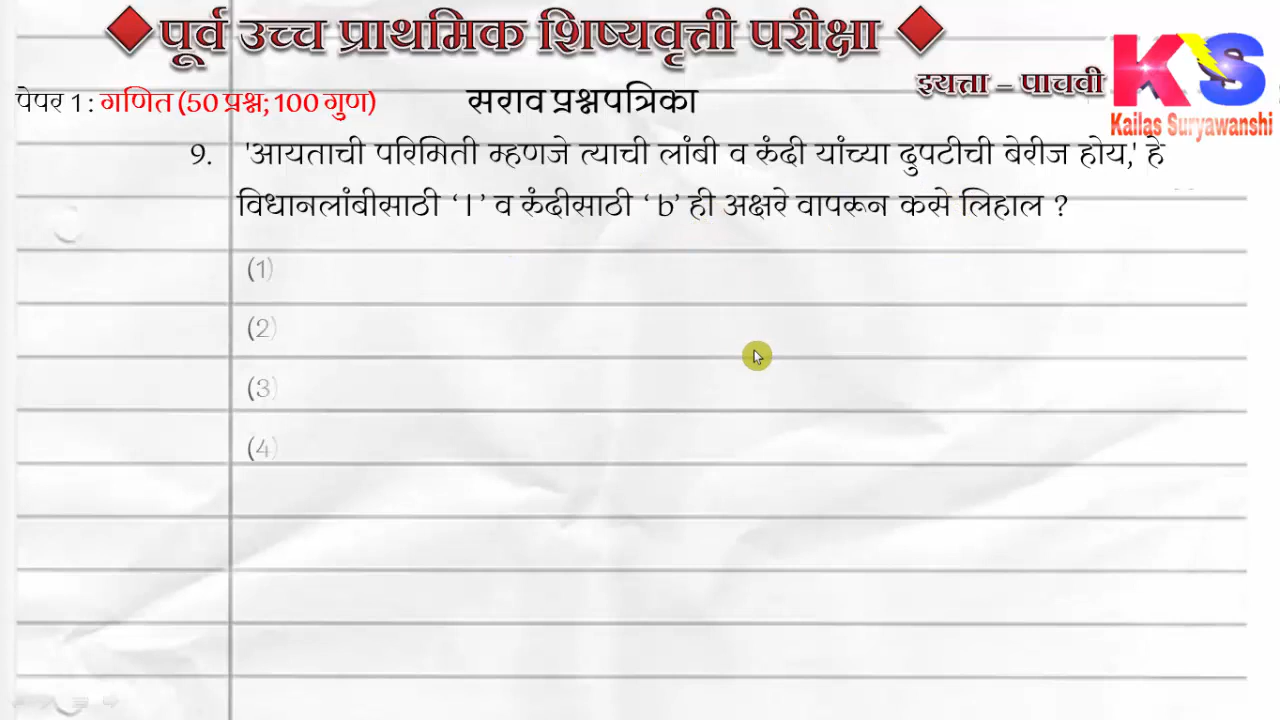 पूर्व उच्च प्राथमिक शिष्यवृत्ती परीक्षा
इयत्ता – पाचवी
KS
Kailas Suryawanshi
पेपर 1 : गणित (50 प्रश्न; 100 गुण)
सराव प्रश्नपत्रिका
9. 'आयताची परिमिती म्हणजे त्याची लांबी व रुंदी यांच्या दुपटीची बेरीज होय,' हे
विधानलांबीसाठी ‘l’ व रुंदीसाठी ‘b’ ही अक्षरे वापरून कसे लिहाल ?
(1)
(2)
(3)
(4)